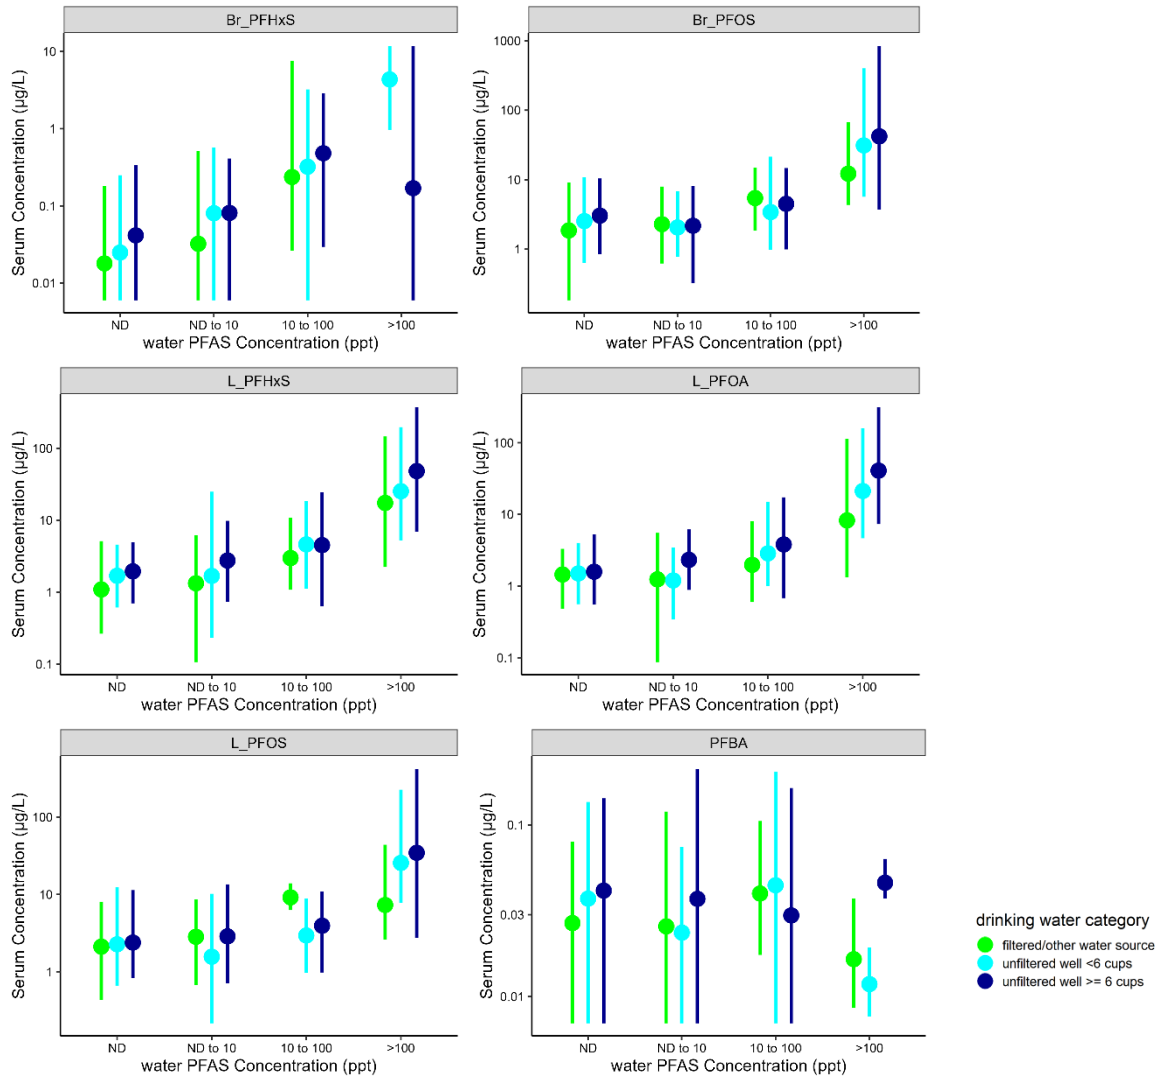 Br_PFHxS
Serum Concentration (µg/L)
10
1
0.1
0.01
ND
ND to 10
10 to 100
>100
water PFAS Concentration (ppt)
Br_PFOS
Serum Concentration (µg/L)
1000
100
10
1
ND
ND to 10
10 to 100
>100
water PFAS Concentration (ppt)
L_PFHxS
Serum Concentration (µg/L)
100
10
1
0.1
ND
ND to 10
10 to 100
>100
water PFAS Concentration (ppt)
L_PFOA
Serum Concentration (µg/L)
100
10
1
0.1
ND
ND to 10
10 to 100
>100
water PFAS Concentration (ppt)
L_PFOS
Serum Concentration (µg/L)
100
10
1
ND
ND to 10
10 to 100
>100
water PFAS Concentration (ppt)
PFBA
Serum Concentration (µg/L)
0.1
0.03
0.01
ND
ND to 10
10 to 100
>100
water PFAS Concentration (ppt)
drinking water category
filtered/other water source
unfiltered well <6 cups
unfiltered well >= 6 cups